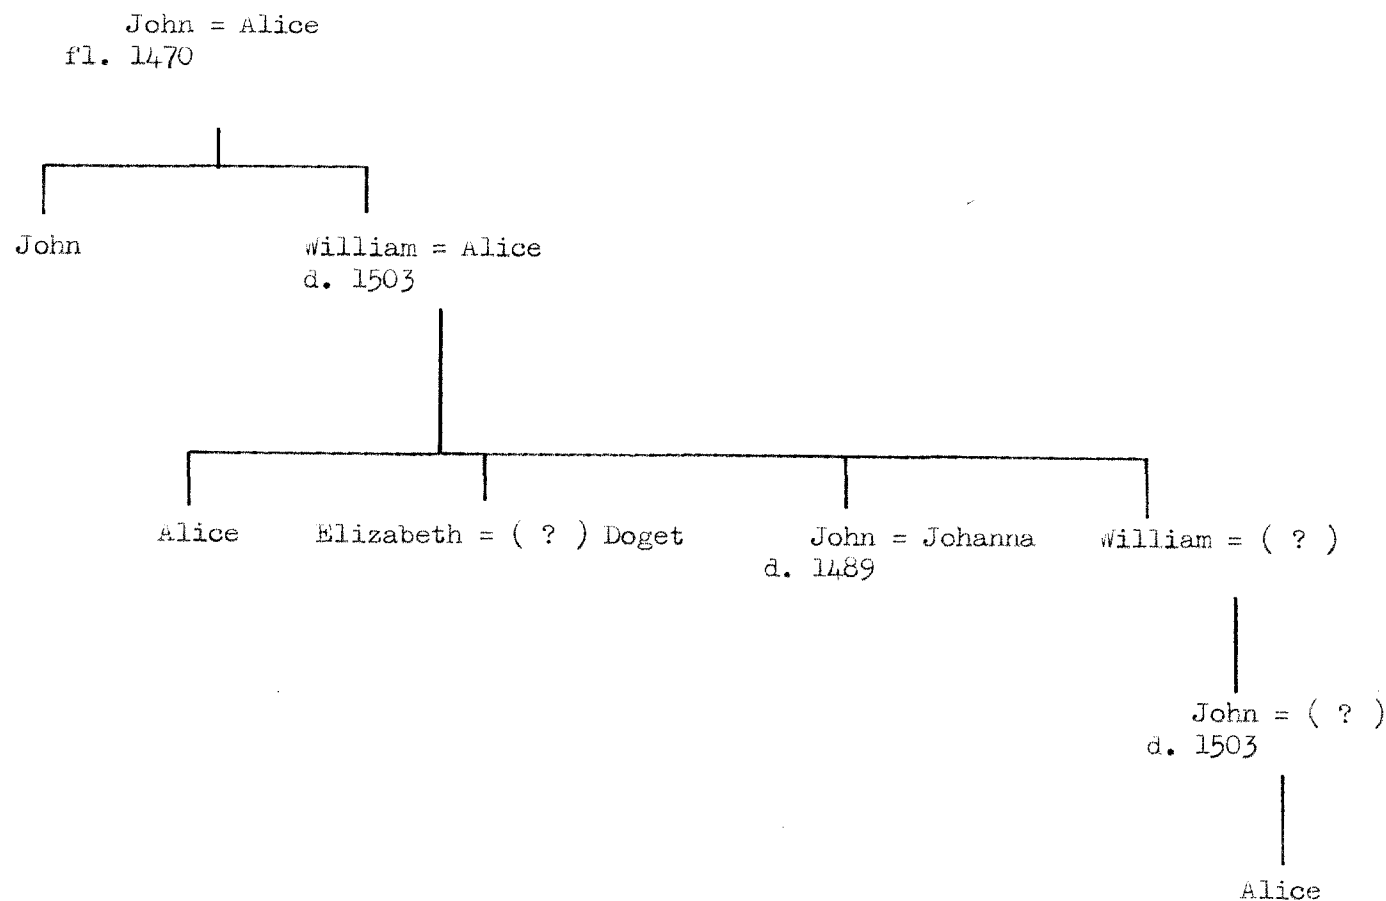 John = Alice
fl. 1470
John
William = Alice
d. 1503
Alice
Elizabeth = ( ? ) Doget
John = Johanna
d. 1489
William = ( ? )
John = ( ? )
d. 1503
Alice